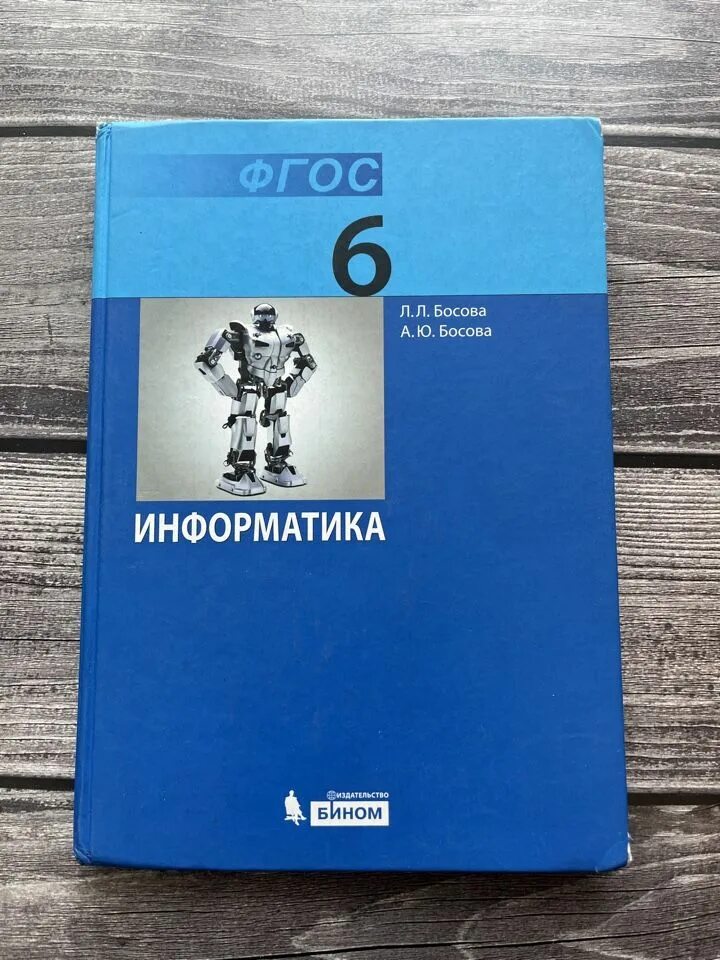 ФГОС
6
Л.Л. Босова
А.Ю. Босова
ИНФОРМАТИКА
ИЗДАТЕЛЬСТВО
БИНОМ